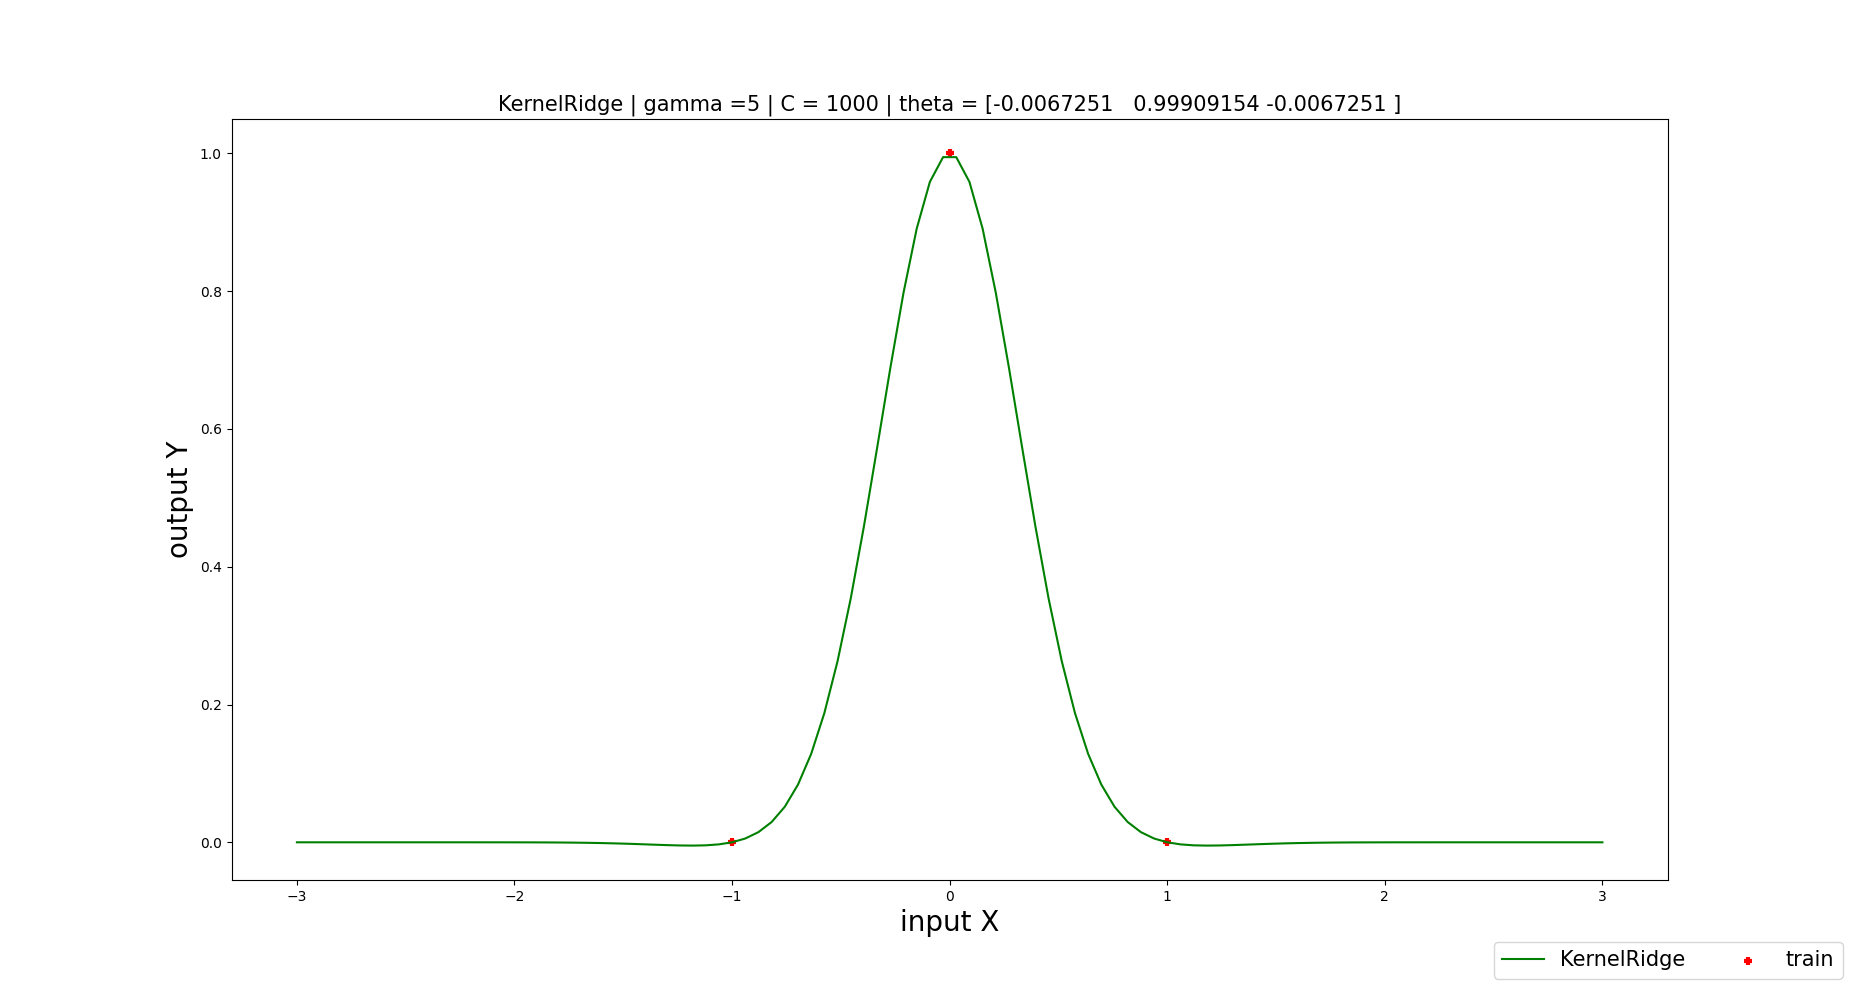 KernelRidge | gamma =5 | C = 1000 | theta = [-0.0067251   0.99909154 -0.0067251 ]
1.0
0.8
0.6
0.4
0.2
0.0
output Y
−3 −2 −1 0 1 2 3
input X
KernelRidge train